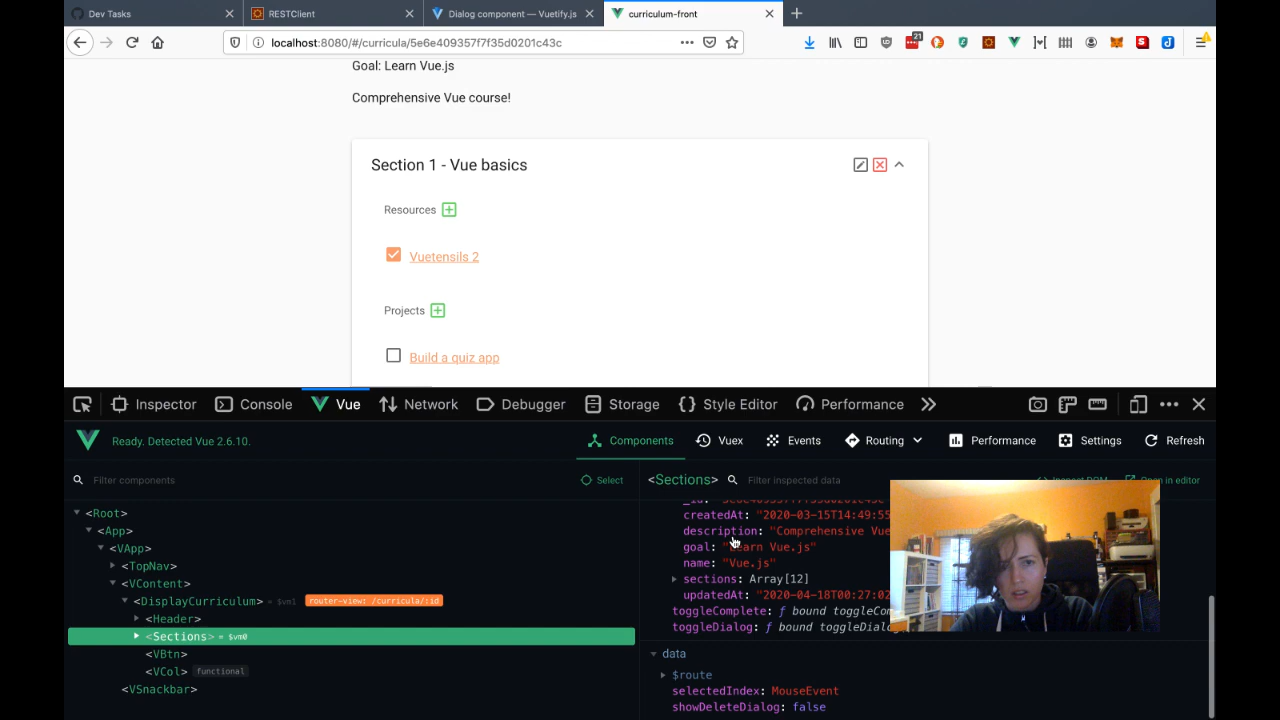 Dev Tasks
RESTClient
Dialog component — Vuetify.js
curriculum-front
localhost:8080/#/curricula/5e6e409357f7f35d0201c43c
21
Goal: Learn Vue.js
Comprehensive Vue course!
Section 1 - Vue basics
Resources
Vuetensils 2
Projects
Build a quiz app
Inspector
Console
Vue
Network
Debugger
Storage
Style Editor
Performance
Ready. Detected Vue 2.6.10.
Components
Vuex
Events
Routing
Performance
Settings
Refresh
Filter components
Select
<Sections>
Filter inspected data
Open in editor
<Root>
<App>
<VApp>
<TopNav>
<VContent>
<DisplayCurriculum> = $vm1 router-view: /curricula/:id
<Header>
<Sections> = $vm0
<VBtn>
<VCol> functional
<VSnackbar>
createdAt: "2020-03-15T14:49:55
description: "Comprehensive Vue
goal: "Learn Vue.js"
name: "Vue.js"
sections: Array[12]
updatedAt: "2020-04-18T00:27:02
toggleComplete: ƒ bound toggleCom
toggleDialog: ƒ bound toggleDialog
data
$route
selectedIndex: MouseEvent
showDeleteDialog: false